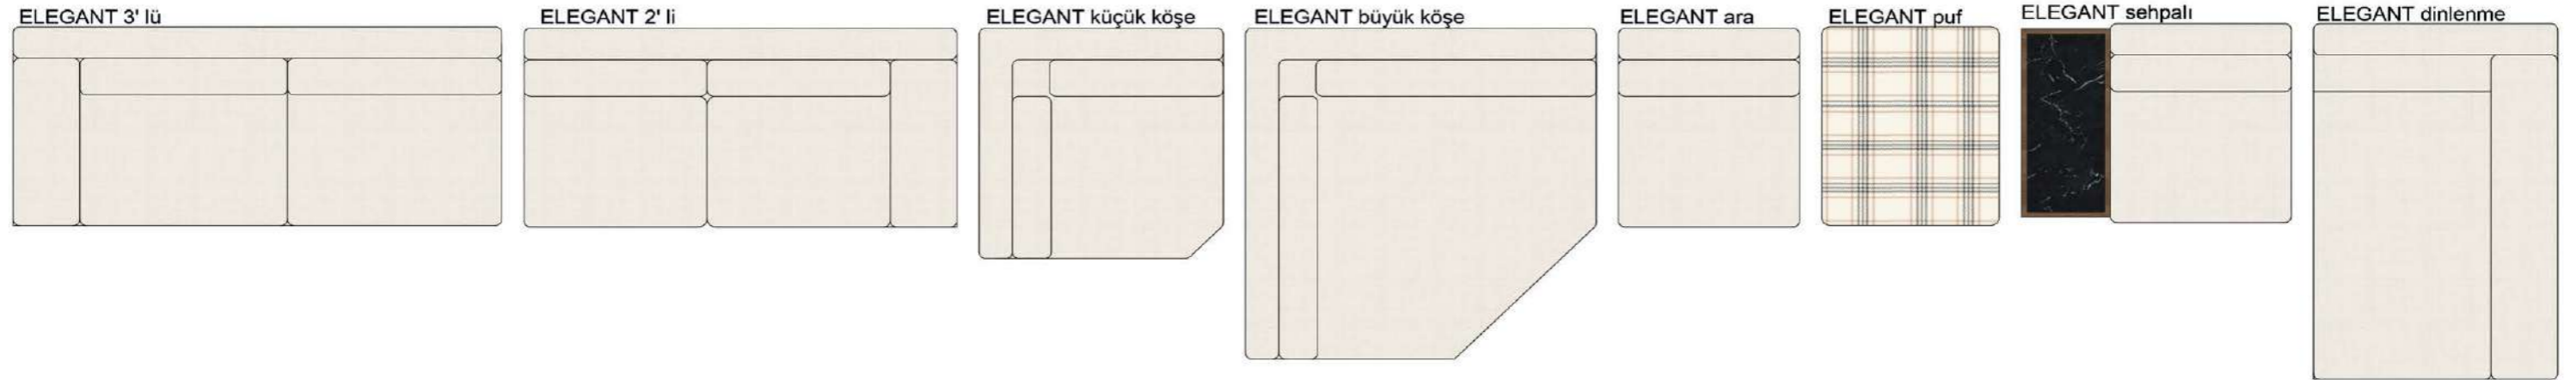 ELEGANT 3' lü
ELEGANT 2' li
ELEGANT küçük köşe
ELEGANT büyük köşe
ELEGANT ara
ELEGANT puf
ELEGANT sehpalı
ELEGANT dinlenme